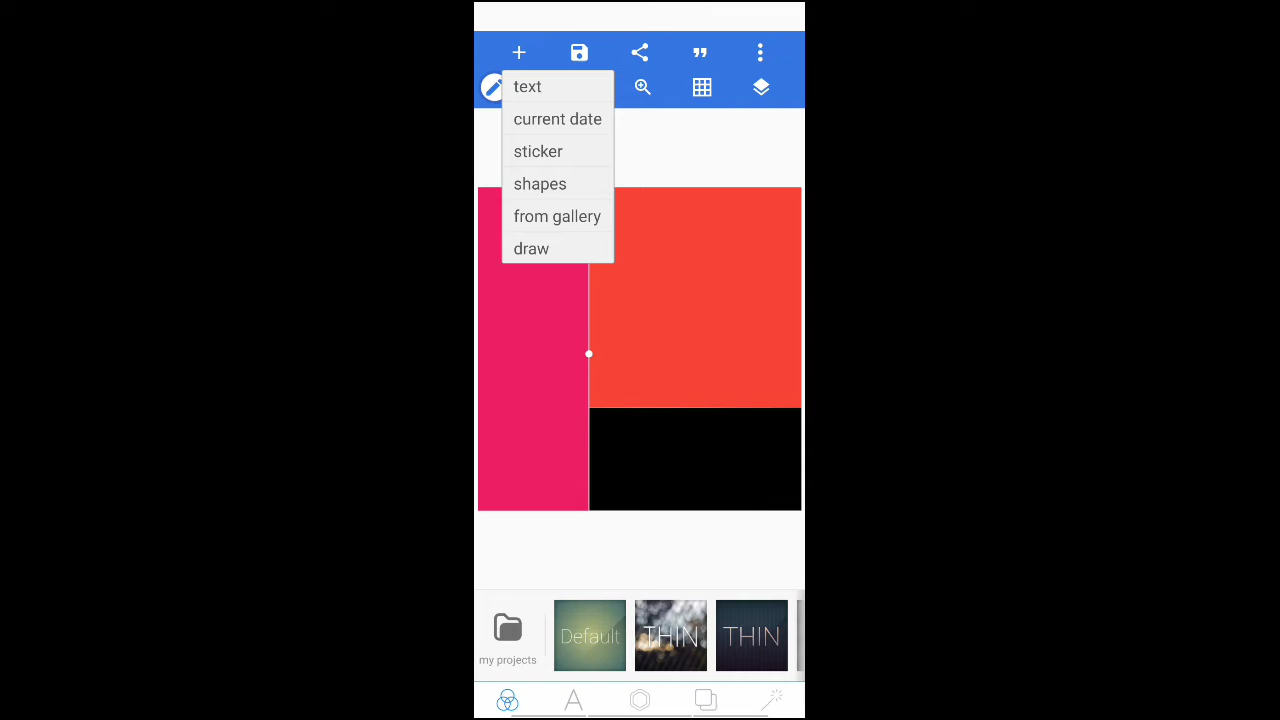 text
current date
sticker
shapes
from gallery
draw
my projects
Default
THIN
THIN